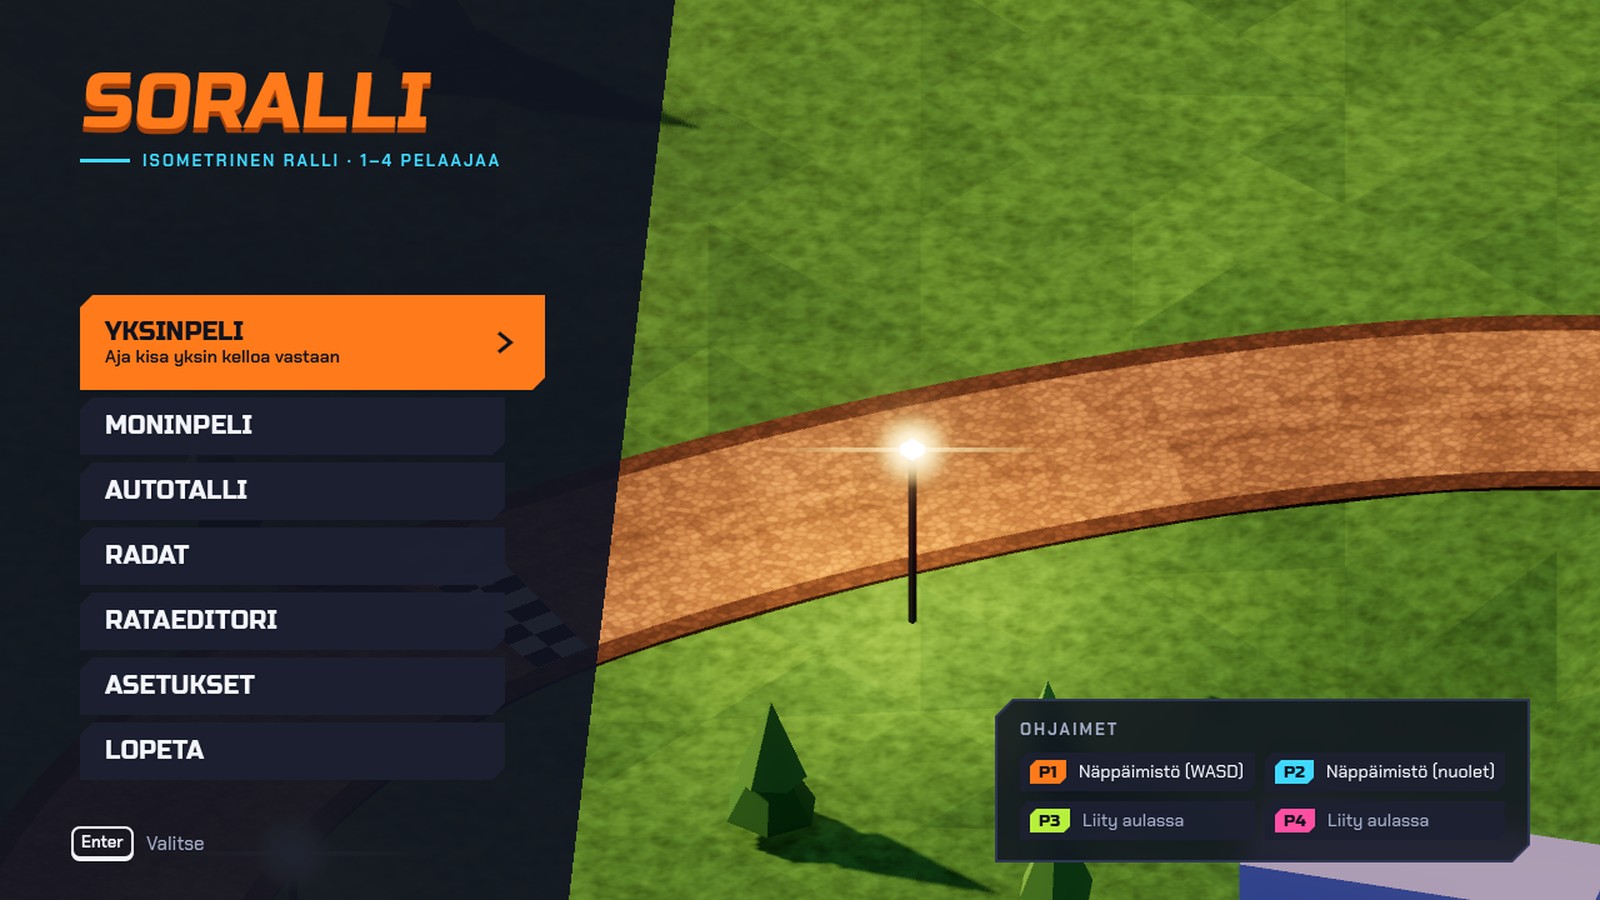 SORALLI
ISOMETRINEN RALLI · 1–4 PELAAJAA
YKSINPELI
Aja kisa yksin kelloa vastaan
MONINPELI
AUTOTALLI
RADAT
RATAEDITORI
ASETUKSET
LOPETA
Enter Valitse
OHJAIMET
P1 Näppäimistö (WASD) P2 Näppäimistö (nuolet)
P3 Liity aulassa P4 Liity aulassa